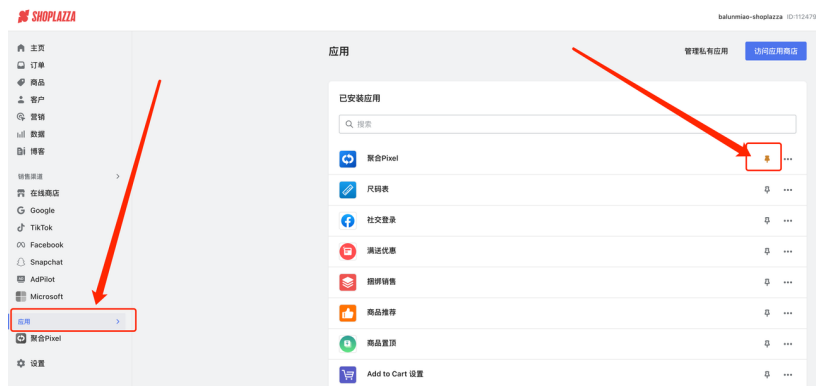 SHOPLAZZA
balunmiao-shoplazza ID:112479
主页
订单
商品
客户
营销
数据
博客
销售渠道
在线商店
Google
TikTok
Facebook
Snapchat
AdPilot
Microsoft
应用
聚合Pixel
设置
应用
管理私有应用
访问应用商店
已安装应用
搜索
聚合Pixel
尺码表
社交登录
满送优惠
捆绑销售
商品推荐
商品置顶
Add to Cart 设置